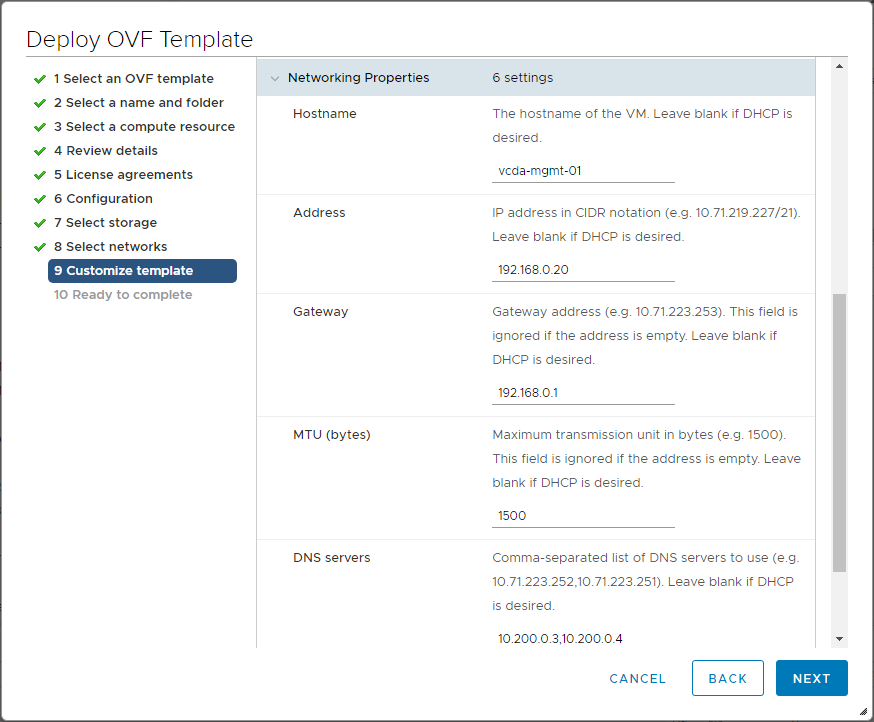 Deploy OVF Template
1 Select an OVF template
2 Select a name and folder
3 Select a compute resource
4 Review details
5 License agreements
6 Configuration
7 Select storage
8 Select networks
9 Customize template
10 Ready to complete
Networking Properties
6 settings
Hostname
The hostname of the VM. Leave blank if DHCP is
desired.
vcda-mgmt-01
Address
IP address in CIDR notation (e.g. 10.71.219.227/21).
Leave blank if DHCP is desired.
192.168.0.20
Gateway
Gateway address (e.g. 10.71.223.253). This field is
ignored if the address is empty. Leave blank if
DHCP is desired.
192.168.0.1
MTU (bytes)
Maximum transmission unit in bytes (e.g. 1500).
This field is ignored if the address is empty. Leave
blank if DHCP is desired.
1500
DNS servers
Comma-separated list of DNS servers to use (e.g.
10.71.223.252,10.71.223.251). Leave blank if DHCP
is desired.
10.200.0.3,10.200.0.4
CANCEL
BACK
NEXT